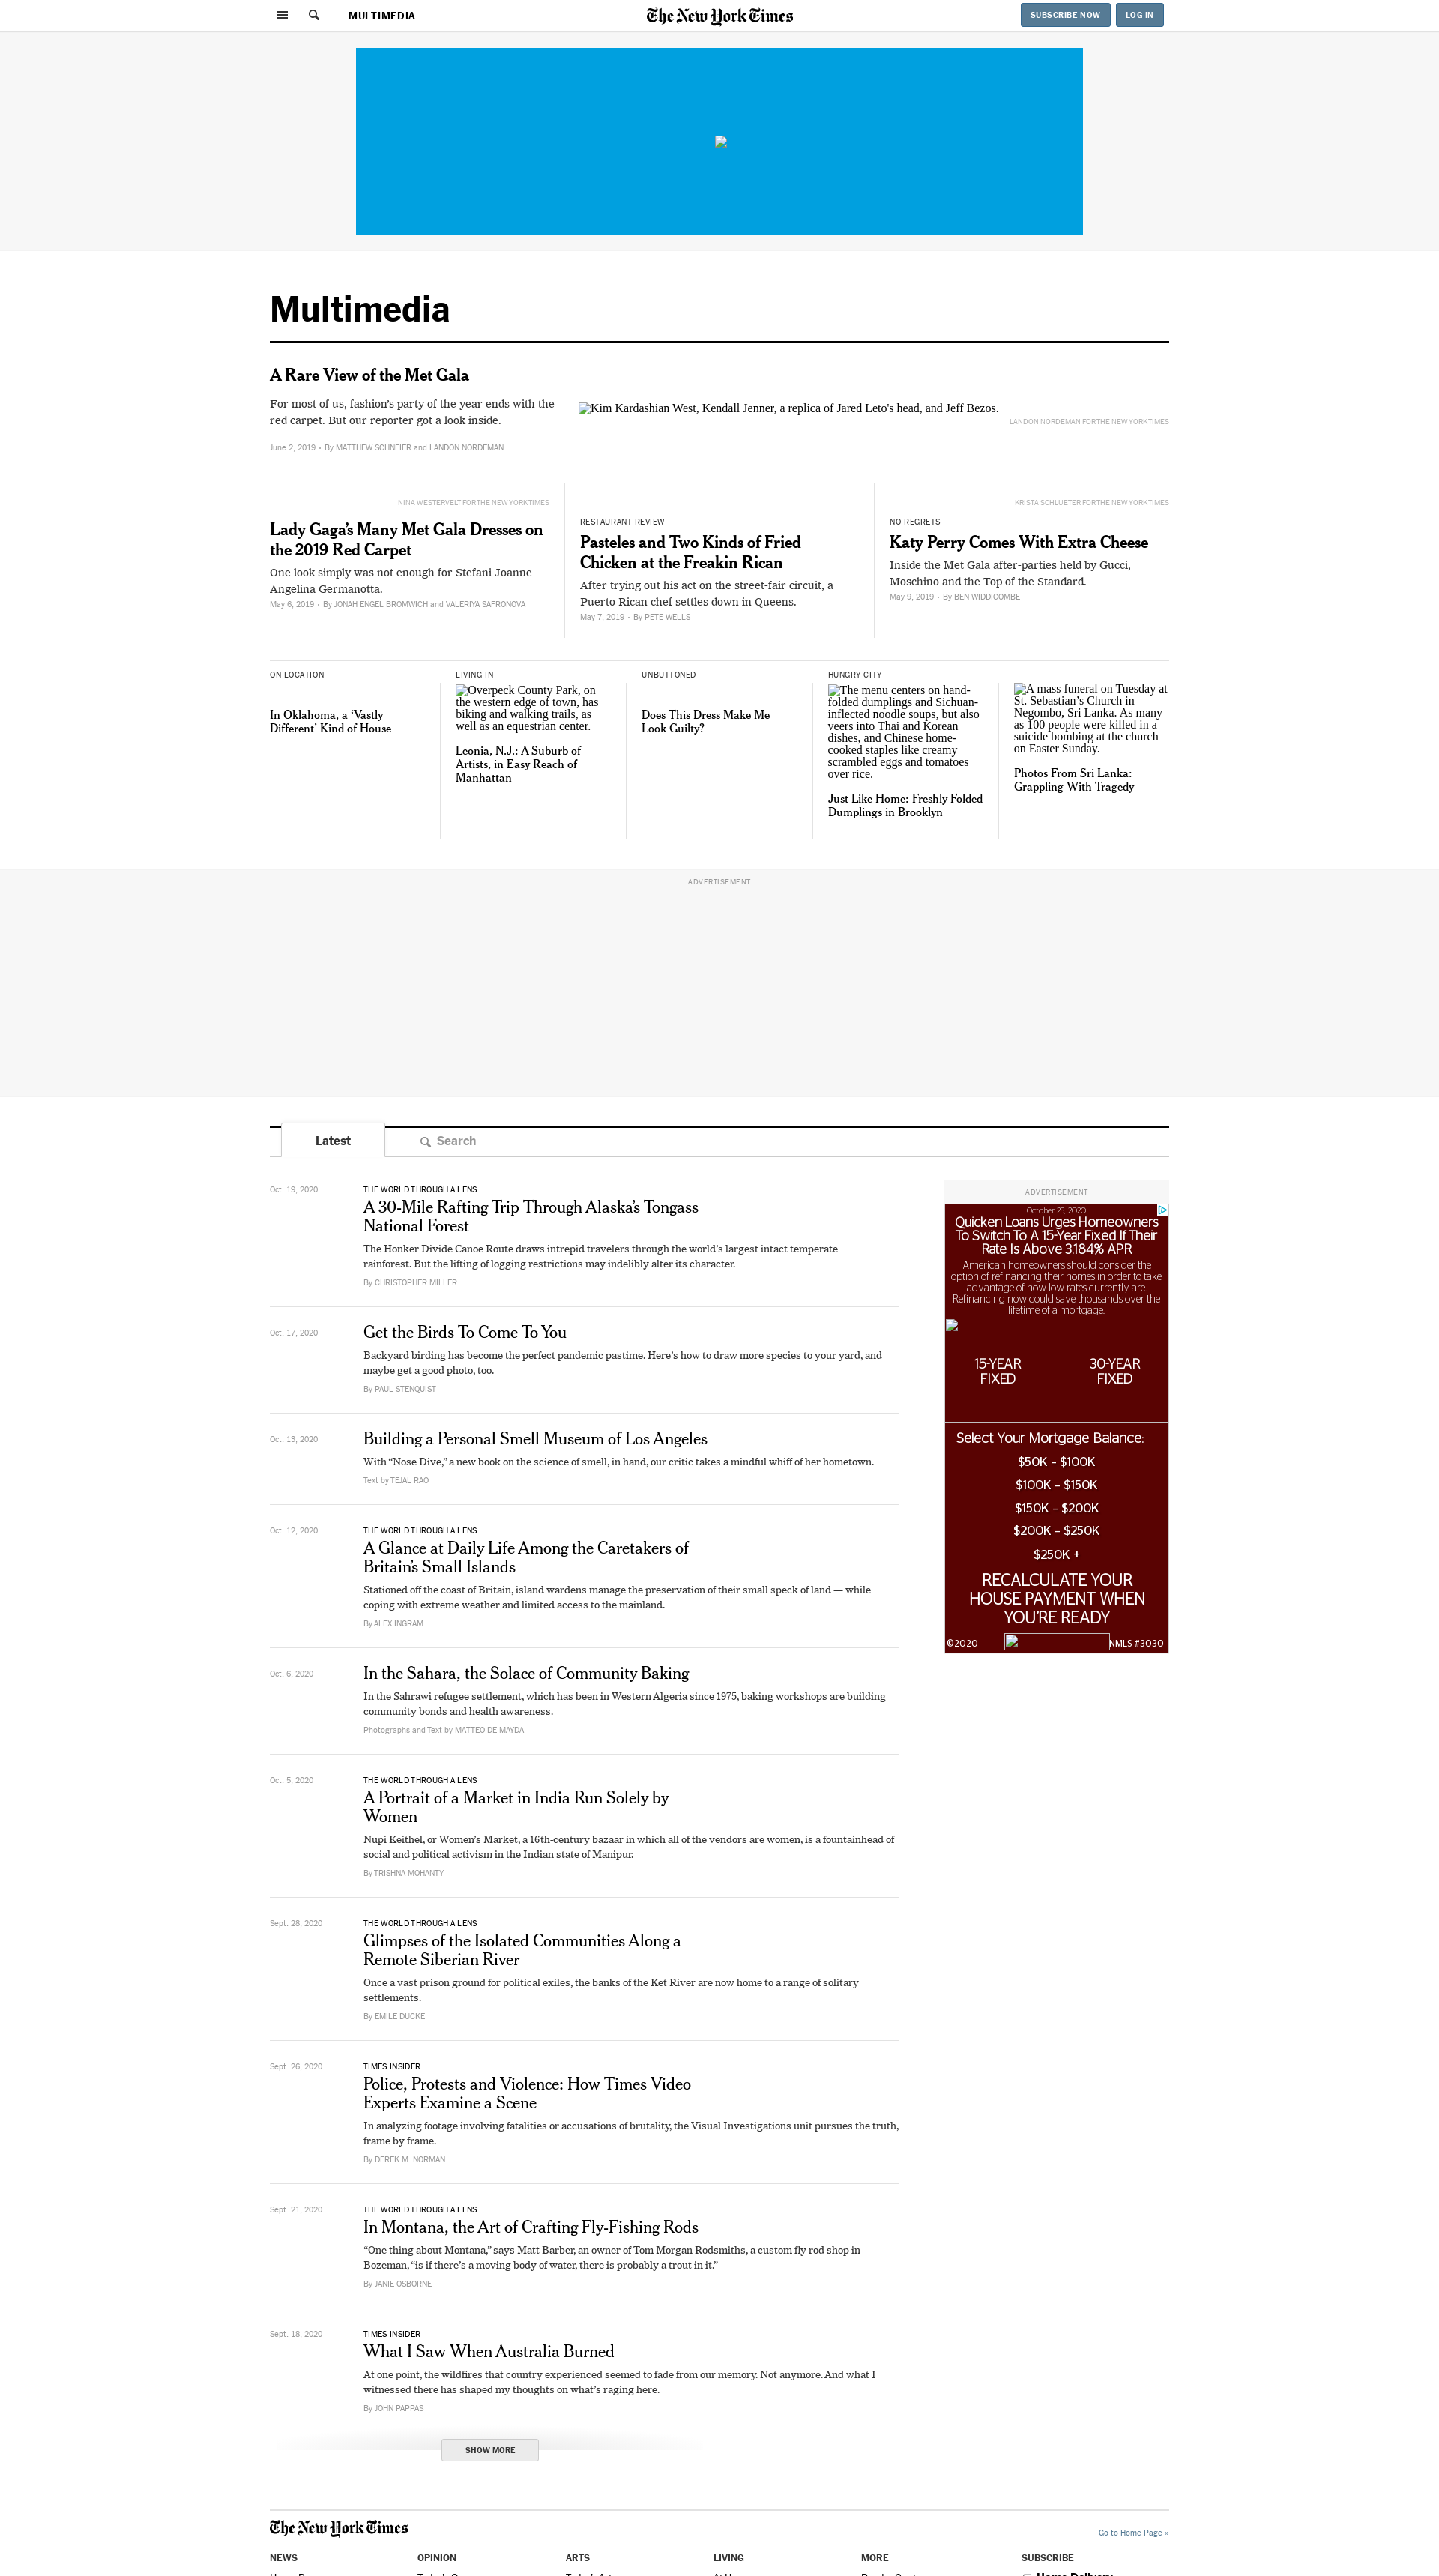 MULTIMEDIA
The New York Times
SUBSCRIBE NOW
LOG IN
Multimedia
A Rare View of the Met Gala
For most of us, fashion's party of the year ends with the
red carpet. But our reporter got a look inside.
June 2, 2019 • By MATTHEW SCHNEIER and LANDON NORDEMAN
Kim Kardashian West, Kendall Jenner, a replica of Jared Leto's head, and Jeff Bezos.
LANDON NORDEMAN FOR THE NEW YORK TIMES
NINA WESTERVELT FOR THE NEW YORK TIMES
Lady Gaga’s Many Met Gala Dresses on
the 2019 Red Carpet
One look simply was not enough for Stefani Joanne
Angelina Germanotta.
May 6, 2019 • By JONAH ENGEL BROMWICH and VALERIYA SAFRONOVA
RESTAURANT REVIEW
Pasteles and Two Kinds of Fried
Chicken at the Freakin Rican
After trying out his act on the street-fair circuit, a
Puerto Rican chef settles down in Queens.
May 7, 2019 • By PETE WELLS
KRISTA SCHLUETER FOR THE NEW YORK TIMES
NO REGRETS
Katy Perry Comes With Extra Cheese
Inside the Met Gala after-parties held by Gucci,
Moschino and the Top of the Standard.
May 9, 2019 • By BEN WIDDICOMBE
ON LOCATION
In Oklahoma, a ‘Vastly
Different’ Kind of House
LIVING IN
Overpeck County Park, on
the western edge of town, has
biking and walking trails, as
well as an equestrian center.
Leonia, N.J.: A Suburb of
Artists, in Easy Reach of
Manhattan
UNBUTTONED
Does This Dress Make Me
Look Guilty?
HUNGRY CITY
The menu centers on hand-
folded dumplings and Sichuan-
inflected noodle soups, but also
veers into Thai and Korean
dishes, and Chinese home-
cooked staples like creamy
scrambled eggs and tomatoes
over rice.
Just Like Home: Freshly Folded
Dumplings in Brooklyn
A mass funeral on Tuesday at
St. Sebastian’s Church in
Negombo, Sri Lanka. As many
as 100 people were killed in a
suicide bombing at the church
on Easter Sunday.
Photos From Sri Lanka:
Grappling With Tragedy
ADVERTISEMENT
Latest
Search
Oct. 19, 2020
THE WORLD THROUGH A LENS
A 30-Mile Rafting Trip Through Alaska’s Tongass
National Forest
The Honker Divide Canoe Route draws intrepid travelers through the world’s largest intact temperate
rainforest. But the lifting of logging restrictions may indelibly alter its character.
By CHRISTOPHER MILLER
Oct. 17, 2020
Get the Birds To Come To You
Backyard birding has become the perfect pandemic pastime. Here’s how to draw more species to your yard, and
maybe get a good photo, too.
By PAUL STENQUIST
Oct. 13, 2020
Building a Personal Smell Museum of Los Angeles
With “Nose Dive,” a new book on the science of smell, in hand, our critic takes a mindful whiff of her hometown.
Text by TEJAL RAO
Oct. 12, 2020
THE WORLD THROUGH A LENS
A Glance at Daily Life Among the Caretakers of
Britain’s Small Islands
Stationed off the coast of Britain, island wardens manage the preservation of their small speck of land — while
coping with extreme weather and limited access to the mainland.
By ALEX INGRAM
Oct. 6, 2020
In the Sahara, the Solace of Community Baking
In the Sahrawi refugee settlement, which has been in Western Algeria since 1975, baking workshops are building
community bonds and health awareness.
Photographs and Text by MATTEO DE MAYDA
Oct. 5, 2020
THE WORLD THROUGH A LENS
A Portrait of a Market in India Run Solely by
Women
Nupi Keithel, or Women’s Market, a 16th-century bazaar in which all of the vendors are women, is a fountainhead of
social and political activism in the Indian state of Manipur.
By TRISHNA MOHANTY
Sept. 28, 2020
THE WORLD THROUGH A LENS
Glimpses of the Isolated Communities Along a
Remote Siberian River
Once a vast prison ground for political exiles, the banks of the Ket River are now home to a range of solitary
settlements.
By EMILE DUCKE
Sept. 26, 2020
TIMES INSIDER
Police, Protests and Violence: How Times Video
Experts Examine a Scene
In analyzing footage involving fatalities or accusations of brutality, the Visual Investigations unit pursues the truth,
frame by frame.
By DEREK M. NORMAN
Sept. 21, 2020
THE WORLD THROUGH A LENS
In Montana, the Art of Crafting Fly-Fishing Rods
“One thing about Montana,” says Matt Barber, an owner of Tom Morgan Rodsmiths, a custom fly rod shop in
Bozeman, “is if there’s a moving body of water, there is probably a trout in it.”
By JANIE OSBORNE
Sept. 18, 2020
TIMES INSIDER
What I Saw When Australia Burned
At one point, the wildfires that country experienced seemed to fade from our memory. Not anymore. And what I
witnessed there has shaped my thoughts on what’s raging here.
By JOHN PAPPAS
SHOW MORE
ADVERTISEMENT
October 25, 2020
Quicken Loans Urges Homeowners
To Switch To A 15-Year Fixed If Their
Rate Is Above 3.184% APR
American homeowners should consider the
option of refinancing their homes in order to take
advantage of how low rates currently are.
Refinancing now could save thousands over the
lifetime of a mortgage.
15-YEAR
FIXED
30-YEAR
FIXED
Select Your Mortgage Balance:
$50K - $100K
$100K - $150K
$150K - $200K
$200K - $250K
$250K +
RECALCULATE YOUR
HOUSE PAYMENT WHEN
YOU’RE READY
©2020
NMLS #3030
The New York Times
Go to Home Page »
NEWS
OPINION
ARTS
LIVING
MORE
SUBSCRIBE